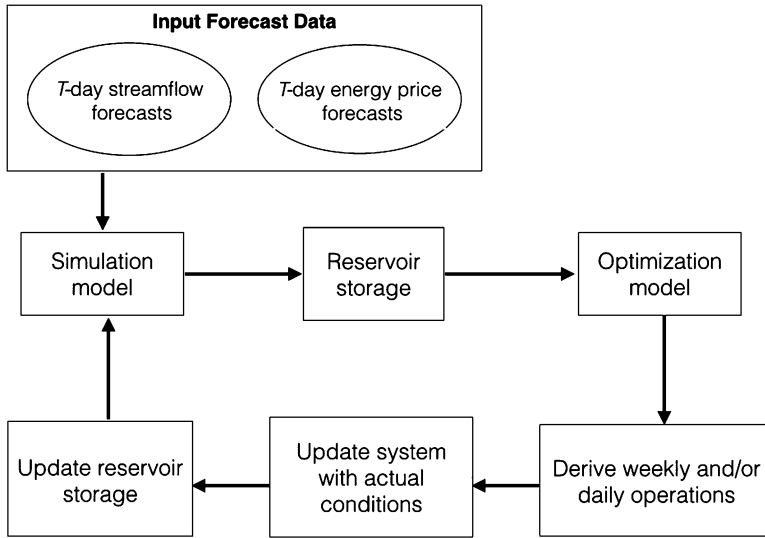 Input Forecast Data
T-day streamflow
forecasts
T-day energy price
forecasts
Simulation
model
Reservoir
storage
Optimization
model
Update reservoir
storage
Update system
with actual
conditions
Derive weekly and/or
daily operations